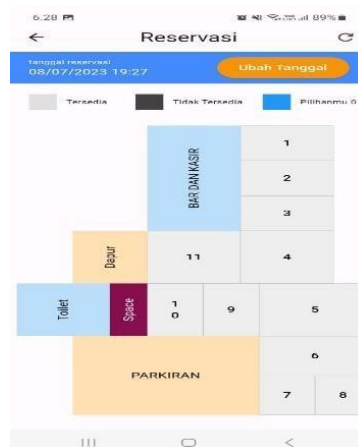 6.28 89%
Reservasi
tanggal reservasi
08/07/2023 19:27
Ubah Tanggal
Tersedia Tidak Tersedia Pilihanmu 0
BAR DAN KASIR
1
2
3
Dapur
11
4
Toilet
Space
1
0
9
5
6
PARKIRAN
7
8